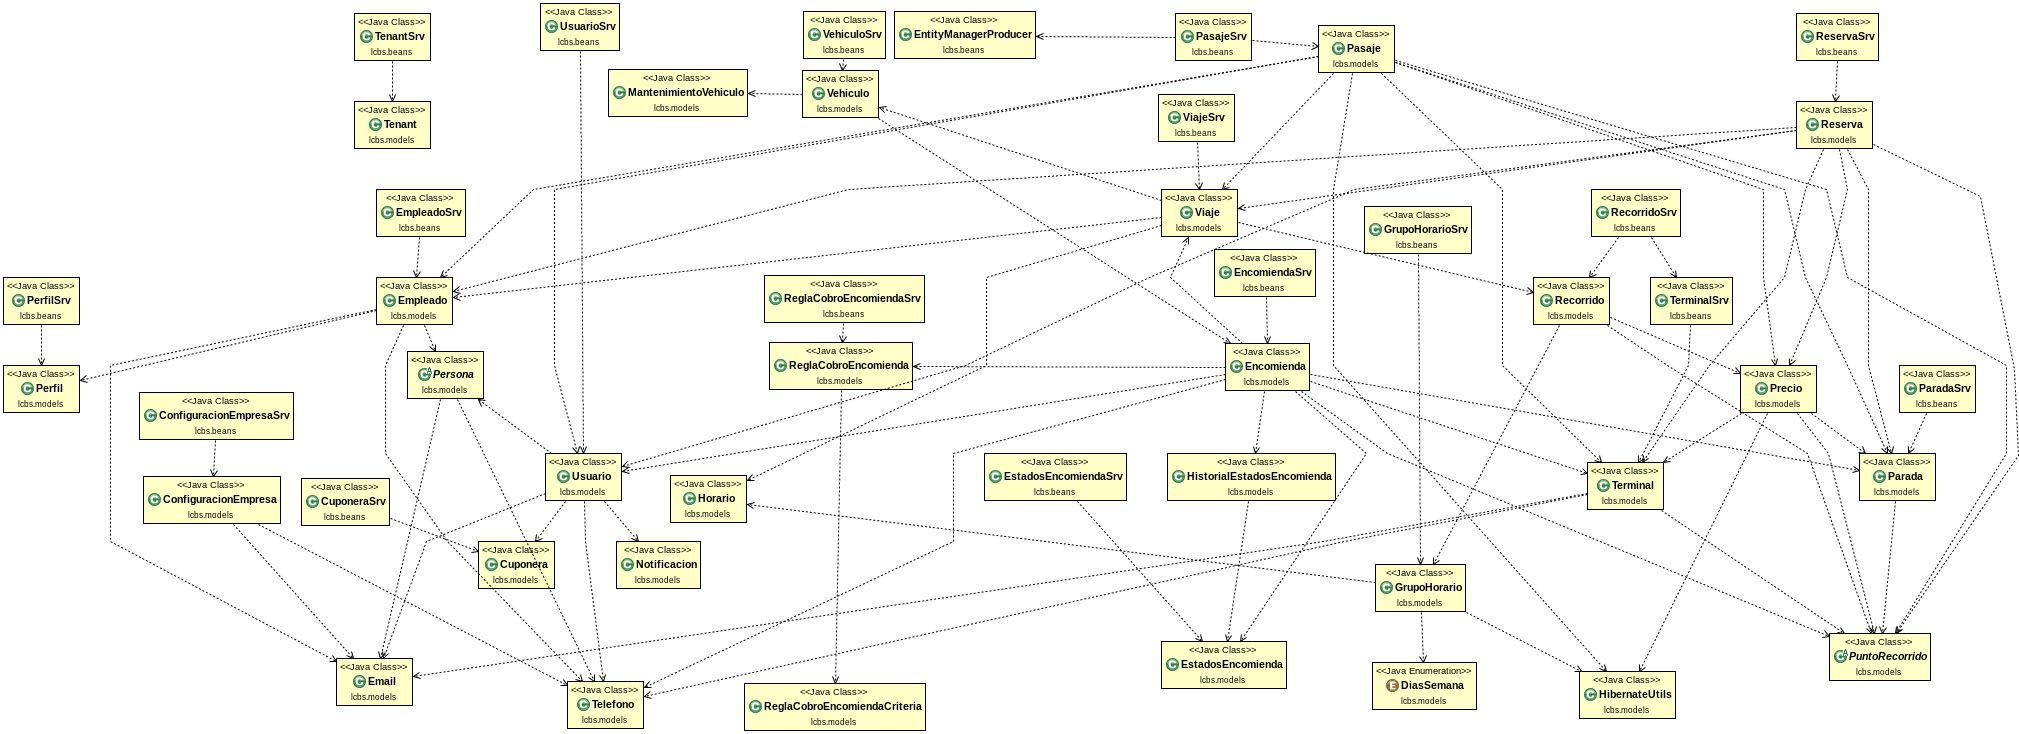 <<Java Class>>
TenantSrv
lcbs.beans
<<Java Class>>
UsuarioSrv
lcbs.beans
<<Java Class>>
VehiculoSrv
lcbs.beans
<<Java Class>>
EntityManagerProducer
lcbs.beans
<<Java Class>>
PasajeSrv
lcbs.beans
<<Java Class>>
Pasaje
lcbs.models
<<Java Class>>
ReservaSrv
lcbs.beans
<<Java Class>>
MantenimientoVehiculo
lcbs.models
<<Java Class>>
Vehiculo
lcbs.models
<<Java Class>>
Tenant
lcbs.models
<<Java Class>>
ViajeSrv
lcbs.beans
<<Java Class>>
Reserva
lcbs.models
<<Java Class>>
EmpleadoSrv
lcbs.beans
<<Java Class>>
Viaje
lcbs.models
<<Java Class>>
GrupoHorarioSrv
lcbs.beans
<<Java Class>>
RecorridoSrv
lcbs.beans
<<Java Class>>
PerfilSrv
lcbs.beans
<<Java Class>>
Empleado
lcbs.models
<<Java Class>>
ReglaCobroEncomiendaSrv
lcbs.beans
<<Java Class>>
EncomiendaSrv
lcbs.beans
<<Java Class>>
Recorrido
lcbs.models
<<Java Class>>
TerminalSrv
lcbs.beans
<<Java Class>>
Perfil
lcbs.models
<<Java Class>>
Persona
lcbs.models
<<Java Class>>
ReglaCobroEncomienda
lcbs.models
<<Java Class>>
Encomienda
lcbs.models
<<Java Class>>
Precio
lcbs.models
<<Java Class>>
ParadaSrv
lcbs.beans
<<Java Class>>
ConfiguracionEmpresaSrv
lcbs.beans
<<Java Class>>
ConfiguracionEmpresa
lcbs.models
<<Java Class>>
CuponeraSrv
lcbs.beans
<<Java Class>>
Usuario
lcbs.models
<<Java Class>>
Horario
lcbs.models
<<Java Class>>
EstadosEncomiendaSrv
lcbs.beans
<<Java Class>>
HistorialEstadosEncomienda
lcbs.models
<<Java Class>>
Terminal
lcbs.models
<<Java Class>>
Parada
lcbs.models
<<Java Class>>
Cuponera
lcbs.models
<<Java Class>>
Notificacion
lcbs.models
<<Java Class>>
GrupoHorario
lcbs.models
<<Java Class>>
Email
lcbs.models
<<Java Class>>
Telefono
lcbs.models
<<Java Class>>
ReglaCobroEncomiendaCriteria
lcbs.models
<<Java Class>>
EstadosEncomienda
lcbs.models
<<Java Enumeration>>
DiasSemana
lcbs.models
<<Java Class>>
HibernateUtils
lcbs.models
<<Java Class>>
PuntoRecorrido
lcbs.models